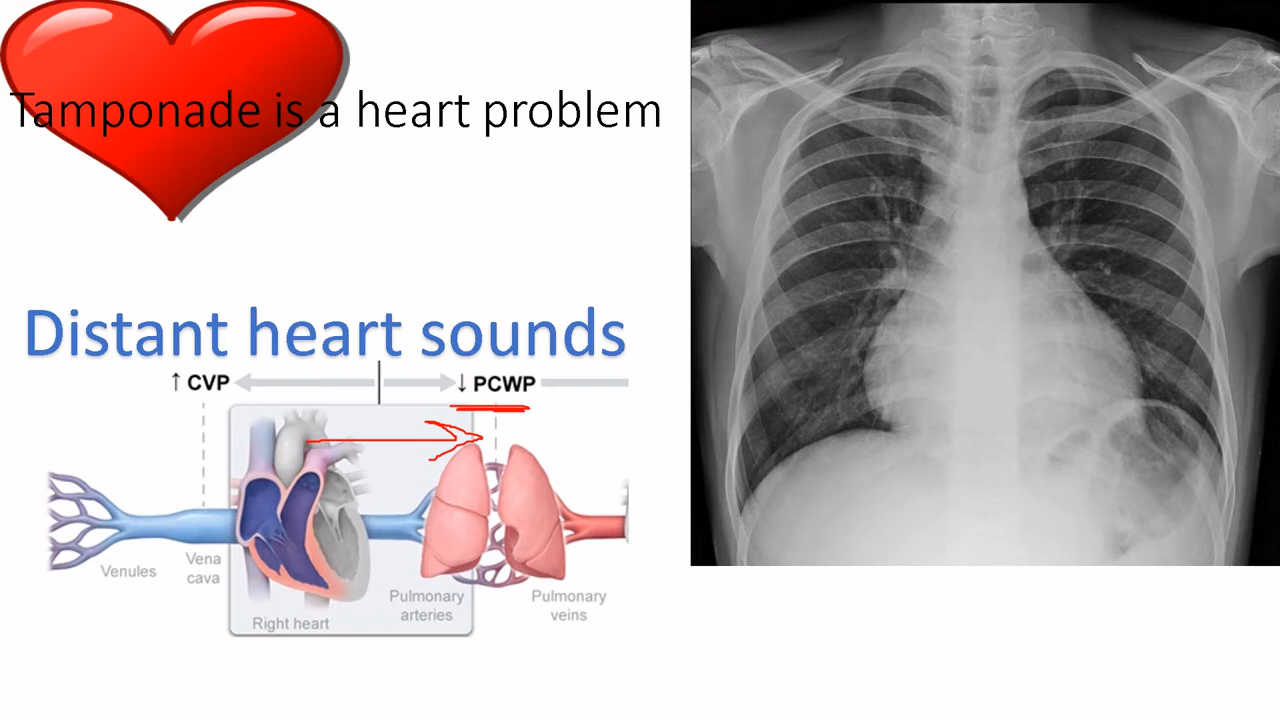 Tamponade is a heart problem
Distant heart sounds
↑ CVP
↓ PCWP
Venules
Vena
cava
Right heart
Pulmonary
arteries
Pulmonary
veins